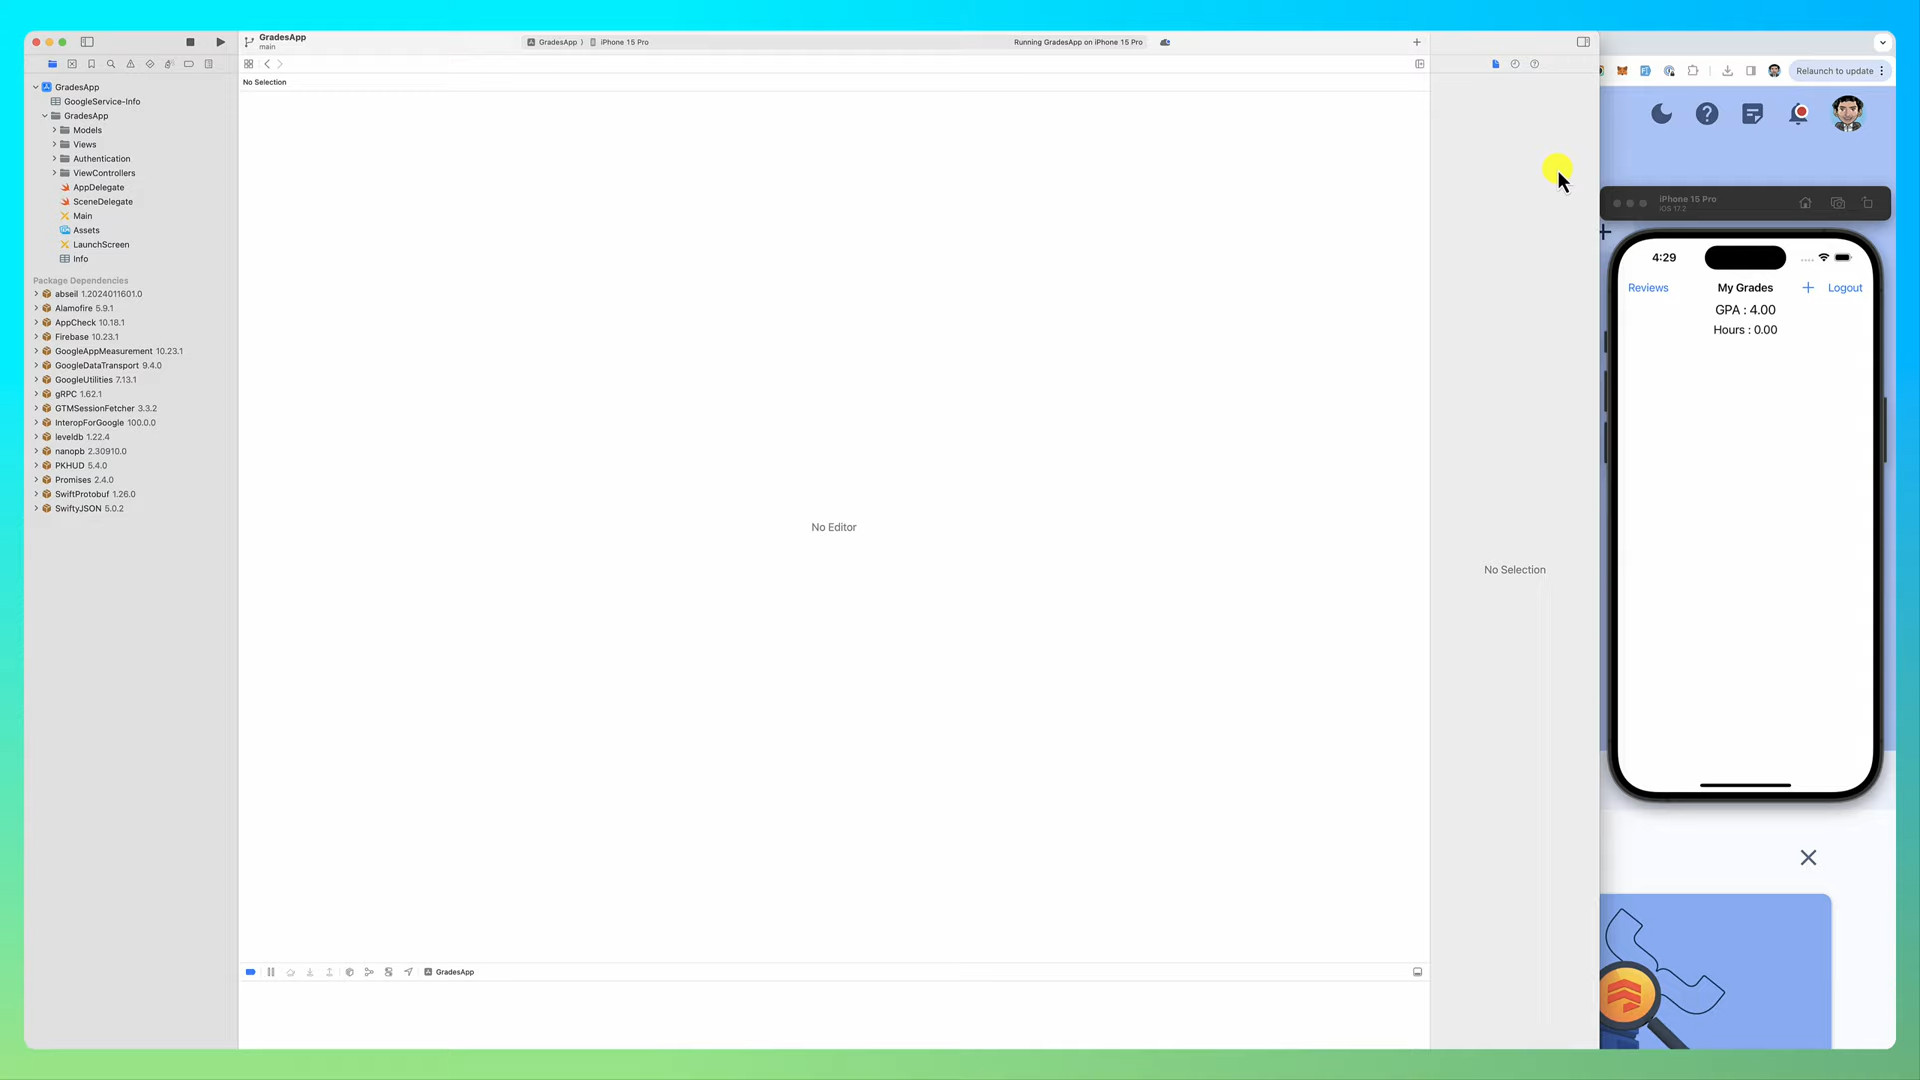 GradesApp
main
GradesApp
iPhone 15 Pro
Running GradesApp on iPhone 15 Pro
No Selection
GradesApp
GoogleService-Info
GradesApp
Models
Views
Authentication
ViewControllers
AppDelegate
SceneDelegate
Main
Assets
LaunchScreen
Info
Package Dependencies
abseil 1.2024011601.0
Alamofire 5.9.1
AppCheck 10.18.1
Firebase 10.23.1
GoogleAppMeasurement 10.23.1
GoogleDataTransport 9.4.0
GoogleUtilities 7.13.1
gRPC 1.62.1
GTMSessionFetcher 3.3.2
InteropForGoogle 100.0.0
leveldb 1.22.4
nanopb 2.30910.0
PKHUD 5.4.0
Promises 2.4.0
SwiftProtobuf 1.26.0
SwiftyJSON 5.0.2
No Editor
GradesApp
No Selection
Relaunch to update
iPhone 15 Pro
iOS 17.2
4:29
Reviews My Grades + Logout
GPA : 4.00
Hours : 0.00